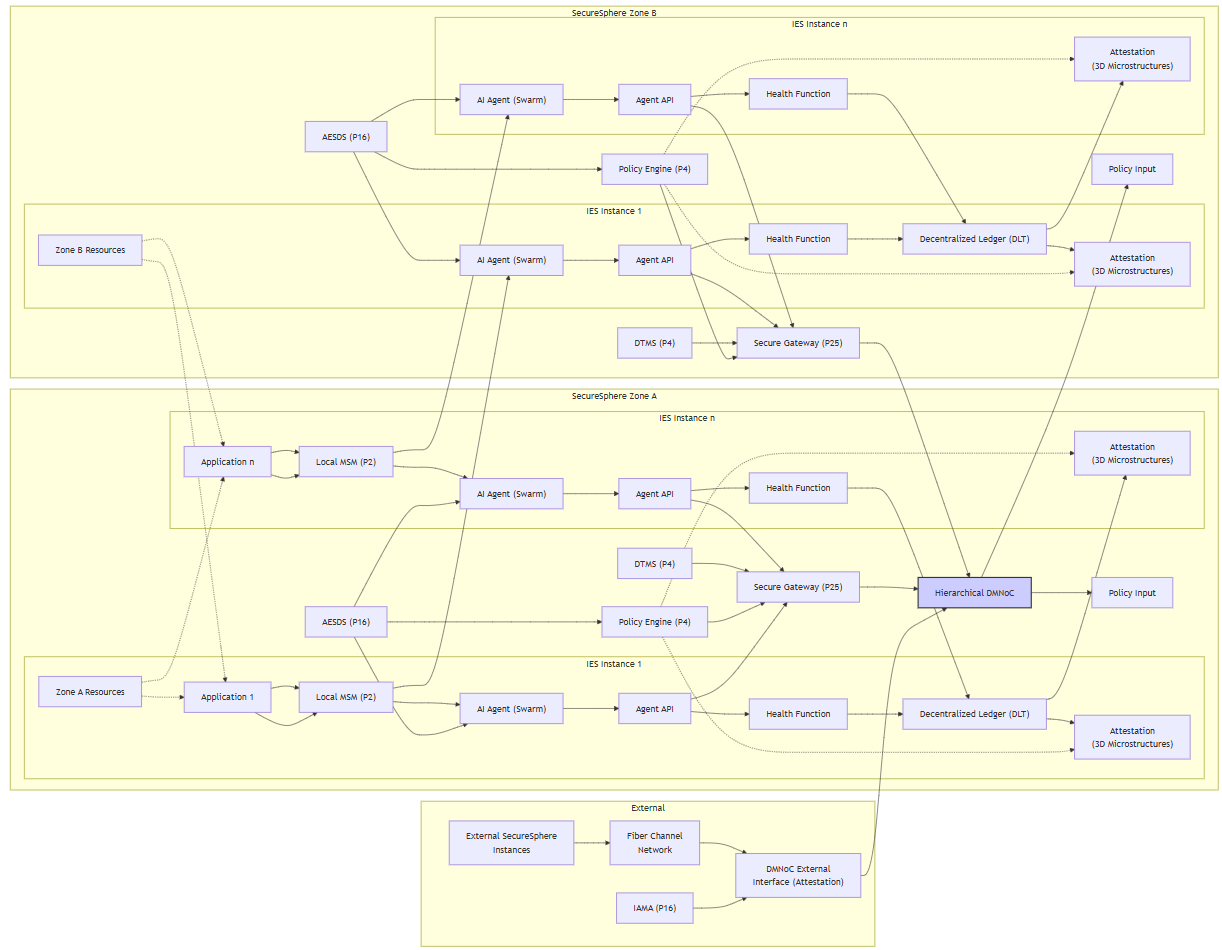 SecureSphere Zone B
IES Instance n
Attestation
(3D Microstructures)
AI Agent (Swarm)
Agent API
Health Function
AESDS (P16)
Policy Engine (P4)
Policy Input
IES Instance 1
Zone B Resources
AI Agent (Swarm)
Agent API
Health Function
Decentralized Ledger (DLT)
Attestation
(3D Microstructures)
DTMS (P4)
Secure Gateway (P25)
SecureSphere Zone A
IES Instance n
Application n
Local MSM (P2)
AI Agent (Swarm)
Agent API
Health Function
Attestation
(3D Microstructures)
DTMS (P4)
Secure Gateway (P25)
Hierarchical DMNoC
Policy Input
AESDS (P16)
Policy Engine (P4)
IES Instance 1
Zone A Resources
Application 1
Local MSM (P2)
AI Agent (Swarm)
Agent API
Health Function
Decentralized Ledger (DLT)
Attestation
(3D Microstructures)
External
External SecureSphere
Instances
Fiber Channel
Network
DMNoC External
Interface (Attestation)
IAMA (P16)